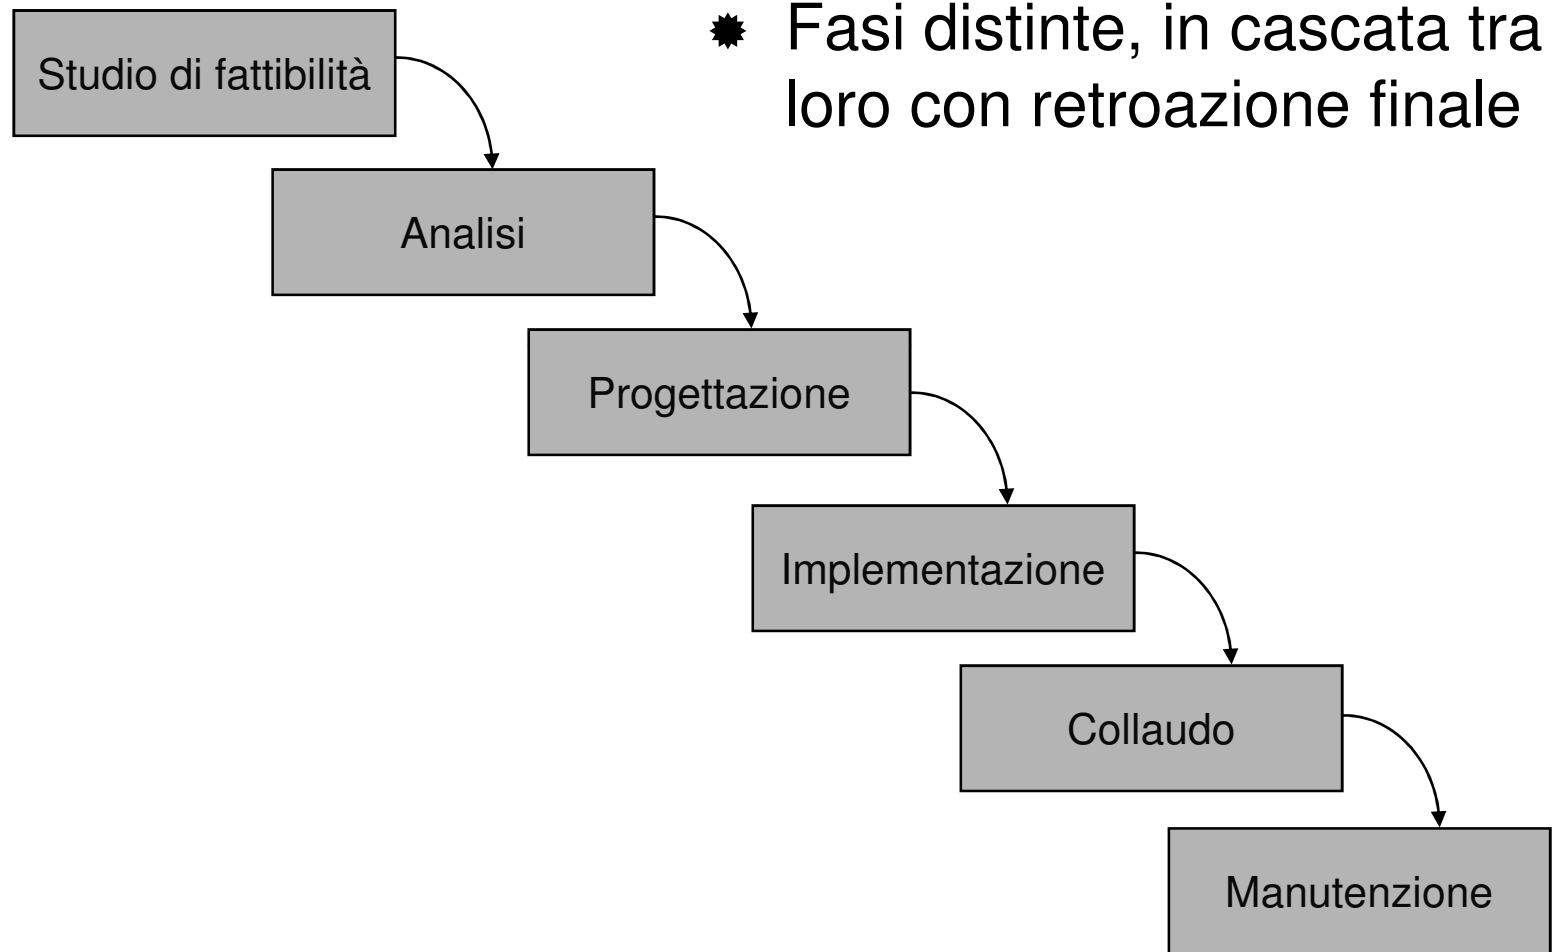 Fasi distinte, in cascata tra
loro con retroazione finale
Studio di fattibilità
Analisi
Progettazione
Implementazione
Collaudo
Manutenzione